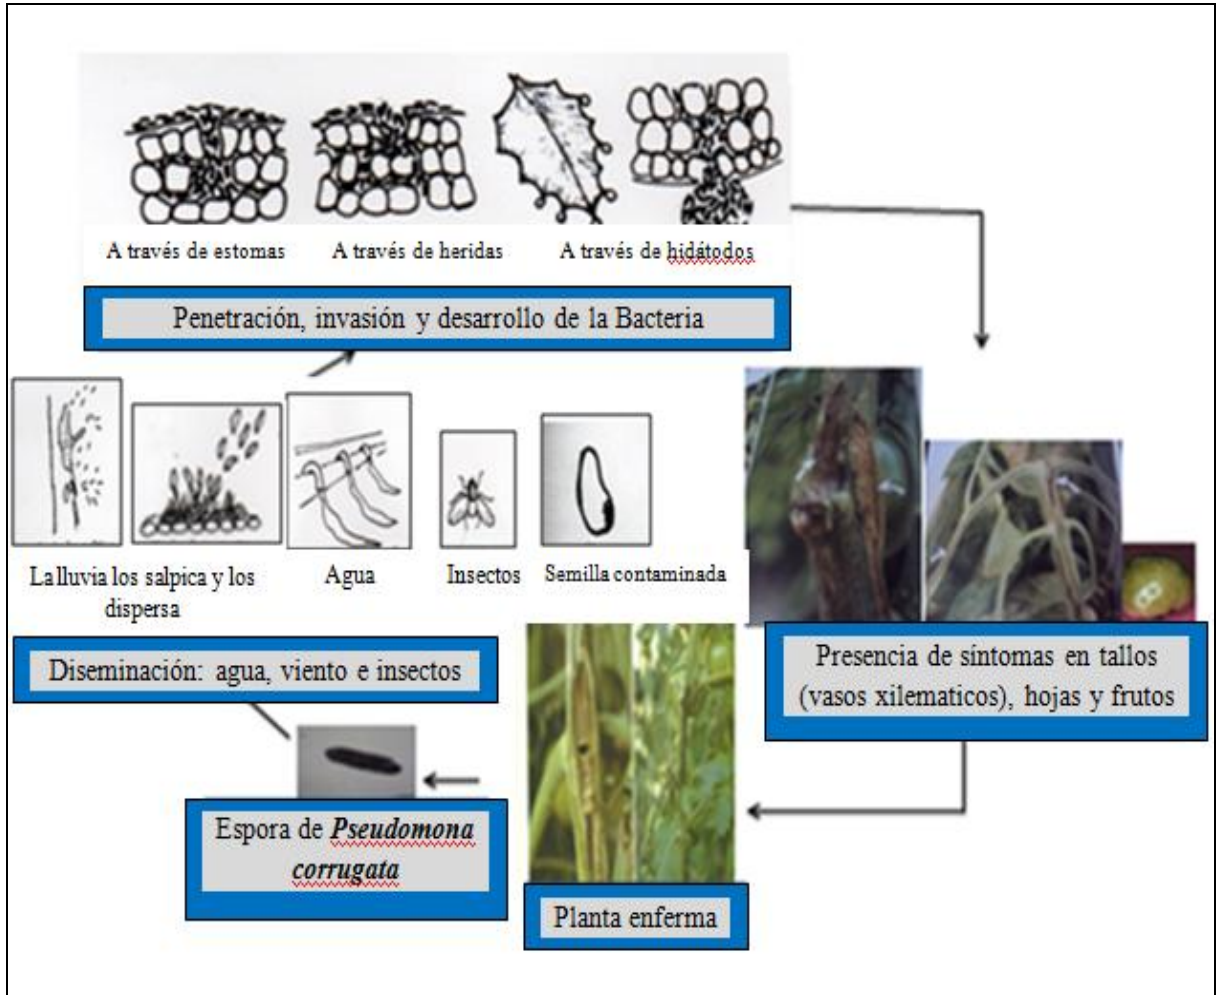 A través de estomas
A través de heridas
A través de hidátodos
Penetración, invasión y desarrollo de la Bacteria
La lluvia los salpica y los
dispersa
Agua
Insectos
Semilla contaminada
Diseminación: agua, viento e insectos
Presencia de síntomas en tallos
(vasos xilematicos), hojas y frutos
Espora de Pseudomona
corrugata
Planta enferma